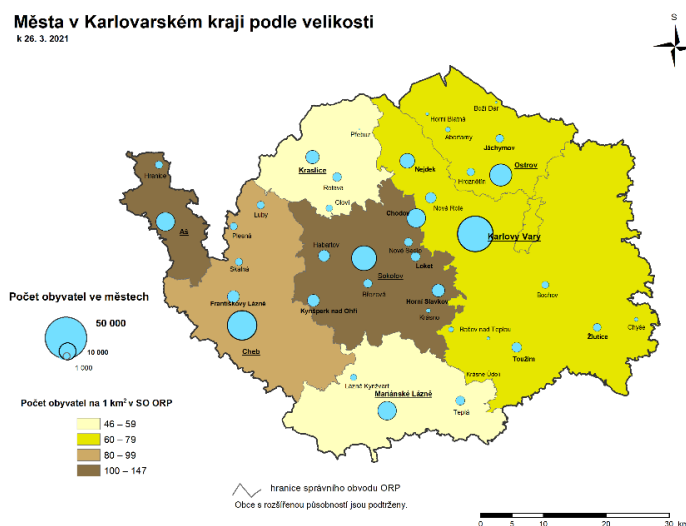 Města v Karlovarském kraji podle velikosti
k 26. 3. 2021
S
Boží Dar
Horní Blatná
Abertamy
Přebuz
Jáchymov
Hranice
Kraslice
Nejdek
Ostrov
Rotava
Hroznětín
Luby
Oloví
Nová Role
Aš
Plesná
Chodov
Karlovy Vary
Habartov
Nové Sedlo
Skalná
Loket
Sokolov
Březová
Bochov
Františkovy Lázně
Horní Slavkov
Kynšperk nad Ohří
Krásno
Chyše
Bečov nad Teplou
Žlutice
Cheb
Krásné Údolí
Toužim
Lázně Kynžvart
Mariánské Lázně
Teplá
Počet obyvatel ve městech
50 000
10 000
1 000
Počet obyvatel na 1 km² v SO ORP
46 – 59
60 – 79
80 – 99
100 – 147
hranice správního obvodu ORP
Obce s rozšířenou působností jsou podtrženy.
0 5 10 20 30 km